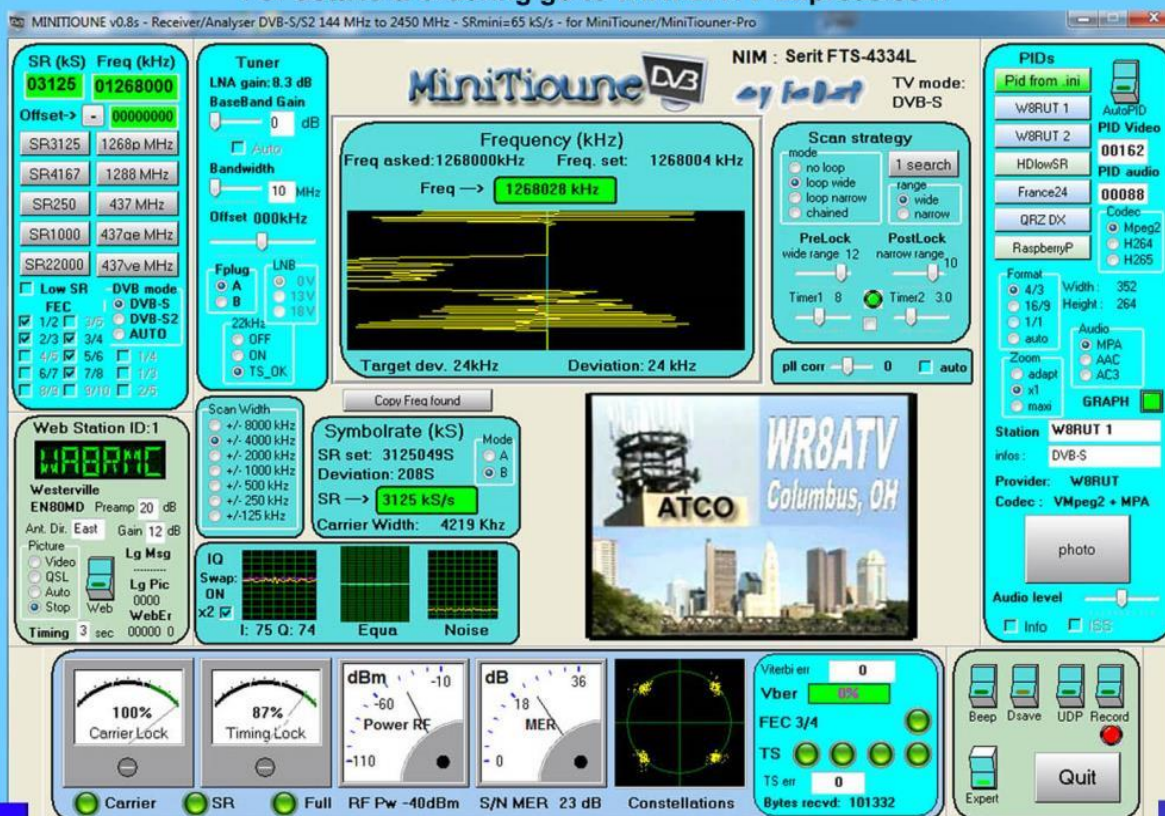 MINITIOUNE v0.8s - Receiver/Analyser DVB-S/S2 144 MHz to 2450 MHz - SRmini=65 kS/s - for MiniTiouner/MiniTiouner-Pro
SR (kS) Freq (kHz)
03125 01268000
Offset-> - 00000000
SR3125 1268p MHz
SR4167 1288 MHz
SR250 437 MHz
SR1000 437qe MHz
SR22000 437ve MHz
Low SR DVB mode
FEC DVB-S
1/2 3/5 DVB-S2
2/3 3/4 AUTO
4/5 5/6 1/4
6/7 7/8 1/3
8/9 9/10 2/5
Tuner
LNA gain: 8.3 dB
BaseBand Gain
0 dB
Auto
Bandwidth
10 MHz
Offset 000kHz
Fplug LNB
A 0V
B 13V
18V
22kHz
OFF
ON
TS_OK
MiniTioune DVB
NIM : Serit FTS-4334L
TV mode:
DVB-S
Frequency (kHz)
Freq asked:1268000kHz Freq. set: 1268004 kHz
Freq --> 1268028 kHz
Target dev. 24kHz Deviation: 24 kHz
Scan strategy
mode
no loop
loop wide
loop narrow
chained
1 search
range
wide
narrow
PreLock PostLock
wide range 12 narrow range 10
Timer1 8 Timer2 3.0
pll corr 0 auto
PIDs
Pid from .ini
W8RUT 1
W8RUT 2
HDlowSR
France24
QRZ DX
RaspberryP
AutoPID
PID Video
00162
PID audio
00088
Codec
Mpeg2
H264
H265
Format
4/3 Width : 352
16/9 Height : 264
1/1
auto
Audio
MPA
AAC
AC3
Zoom
adapt
x1
maxi
GRAPH
Station W8RUT 1
infos : DVB-S
Provider: W8RUT
Codec : VMpeg2 + MPA
photo
Audio level
Info ISS
Web Station ID:1
WA8RMC
Westerville
EN80MD Preamp 20 dB
Ant. Dir. East Gain 12 dB
Picture
Video
QSL
Auto
Stop
Web
Lg Msg
Lg Pic
0000
WebEr
Timing 3 sec 00000 0
Copy Freq found
Scan Width
+/- 8000 kHz
+/- 4000 kHz
+/- 2000 kHz
+/- 1000 kHz
+/- 500 kHz
+/- 250 kHz
+/-125 kHz
Symbolrate (kS)
SR set: 3125049S
Deviation: 208S
SR --> 3125 kS/s
Carrier Width: 4219 Khz
Mode
A
B
IQ
Swap:
ON
x2
I: 75 Q: 74 Equa Noise
WR8ATV
Columbus, OH
ATCO
100%
Carrier Lock
87%
Timing Lock
dBm
-10
-60
Power RF
-110
dB
36
18
MER
0
Carrier SR Full RF Pw -40dBm S/N MER 23 dB Constellations
Viterbi err 0
Vber 0%
FEC 3/4
TS
TS err 0
Bytes recvd: 101332
Beep Dsave UDP Record
Expert
Quit